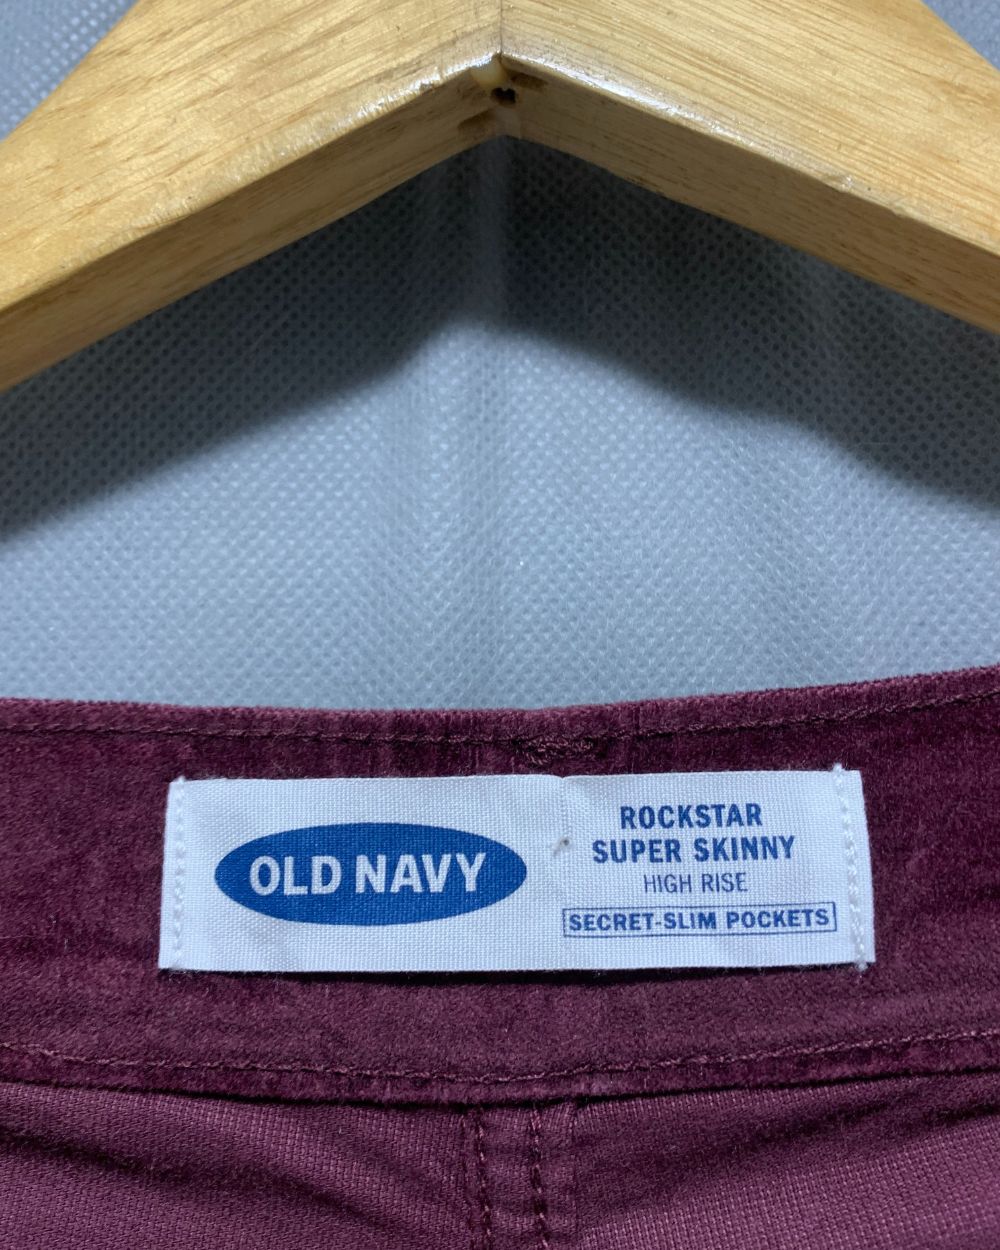 OLD NAVY
ROCKSTAR
SUPER SKINNY
HIGH RISE
SECRET-SLIM POCKETS